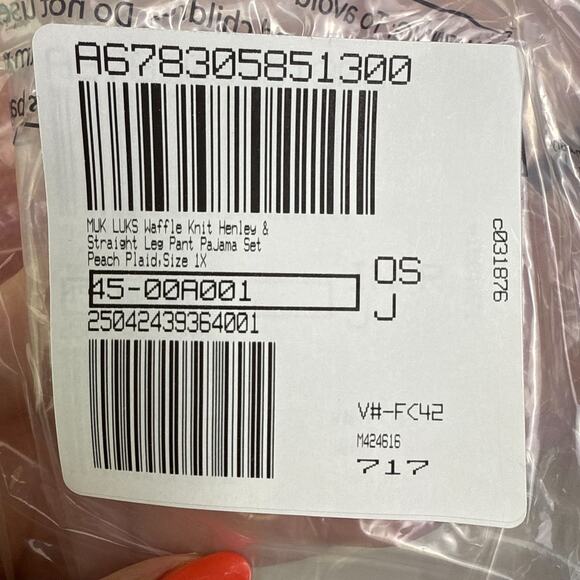 A678305851300
MUK LUKS Waffle Knit Henley &
Straight Leg Pant PaJama Set
Peach Plaid,Size 1X
45-00A001
OS
J
25042439364001
c031876
V#-F<42
M424616
717